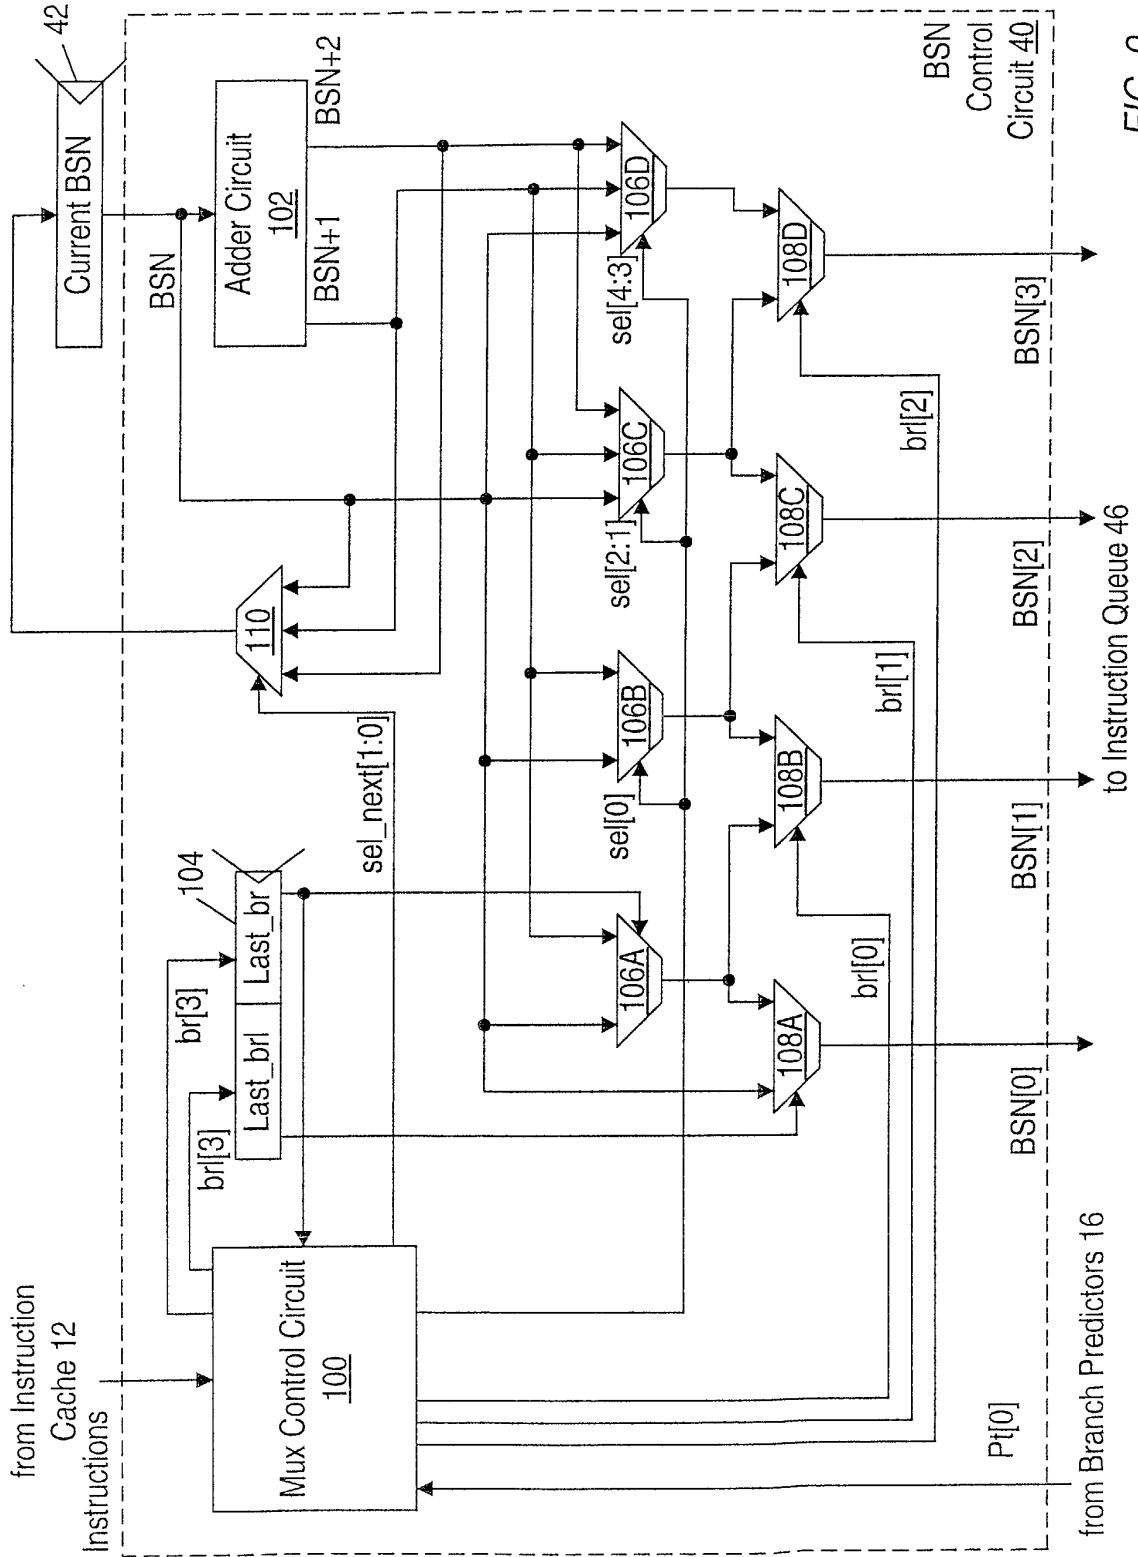 from Instruction
Cache 12
Instructions
Mux Control Circuit
100
Pt[0]
from Branch Predictors 16
br[3]
brl[3]
Last_brl
Last_br
104
sel_next[1:0]
110
BSN
Current BSN
42
Adder Circuit
102
BSN+1
BSN+2
106A
106B
106C
106D
sel[0]
sel[2:1]
sel[4:3]
108A
108B
108C
108D
brl[0]
brl[1]
brl[2]
BSN[0]
BSN[1]
BSN[2]
BSN[3]
to Instruction Queue 46
BSN
Control
Circuit 40
FIG.